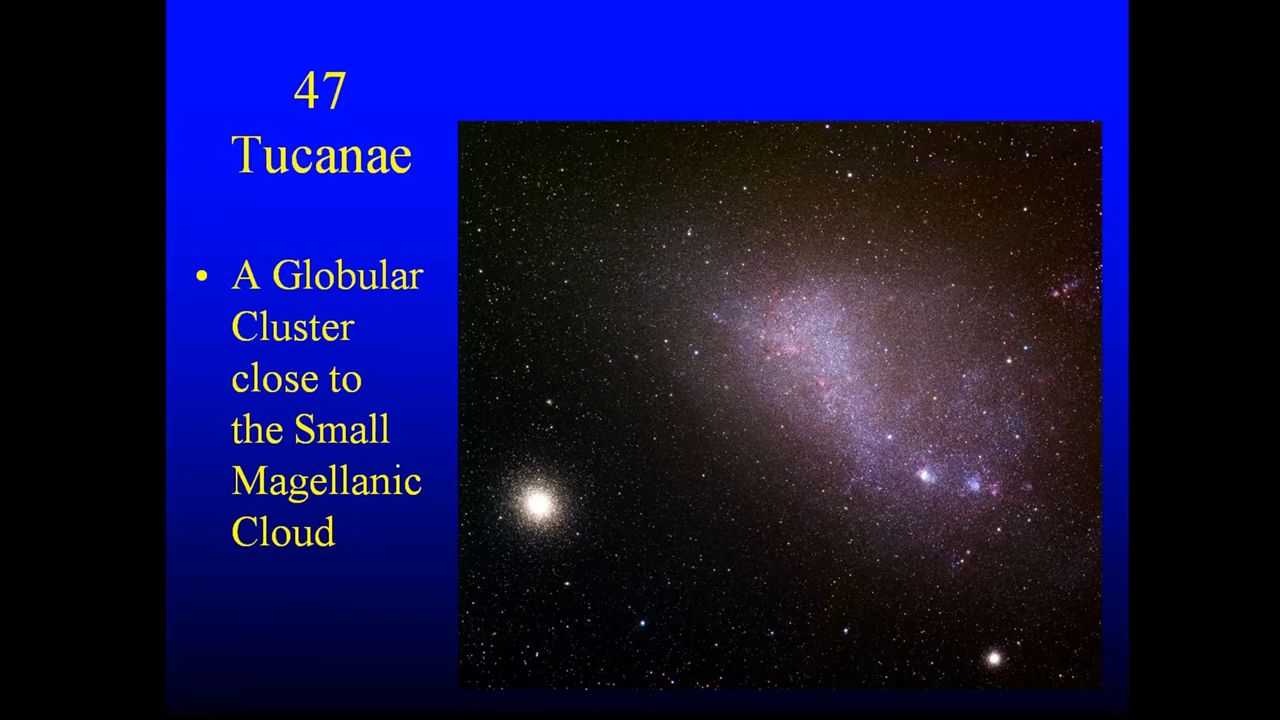 47
Tucanae
• A Globular
Cluster
close to
the Small
Magellanic
Cloud